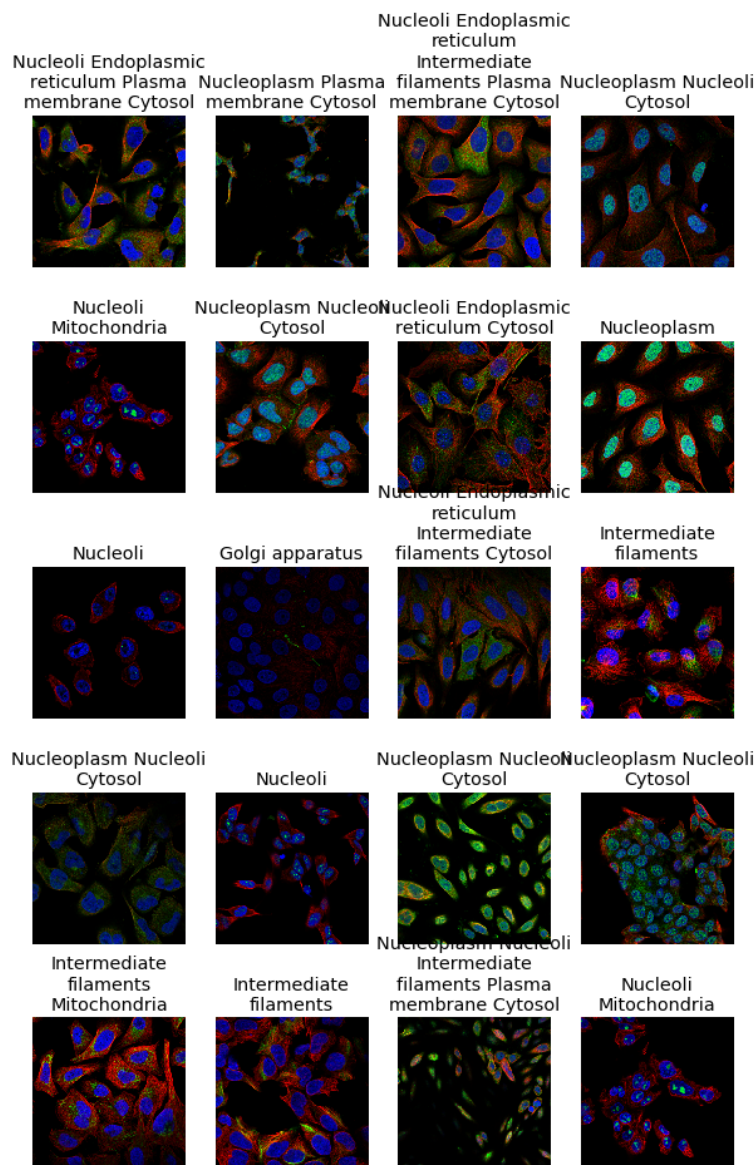 Nucleoli Endoplasmic
reticulum Plasma
membrane Cytosol
Nucleoplasm Plasma
membrane Cytosol
Nucleoli Endoplasmic
reticulum
Intermediate
filaments Plasma
membrane Cytosol
Nucleoplasm Nucleoli
Cytosol
Nucleoli
Mitochondria
Nucleoplasm Nucleoli
Cytosol
Nucleoli Endoplasmic
reticulum Cytosol
Nucleoplasm
Nucleoli
Golgi apparatus
Nucleoli Endoplasmic
reticulum
Intermediate
filaments Cytosol
Intermediate
filaments
Nucleoplasm Nucleoli
Cytosol
Nucleoli
Nucleoplasm Nucleoli
Cytosol
Nucleoplasm Nucleoli
Cytosol
Intermediate
filaments
Mitochondria
Intermediate
filaments
Nucleoplasm Nucleoli
Intermediate
filaments Plasma
membrane Cytosol
Nucleoli
Mitochondria